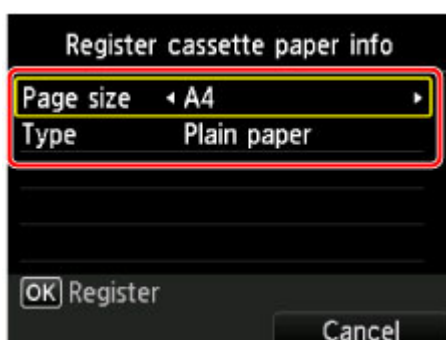 Register cassette paper info
Page size A4
Type Plain paper
OK Register
Cancel